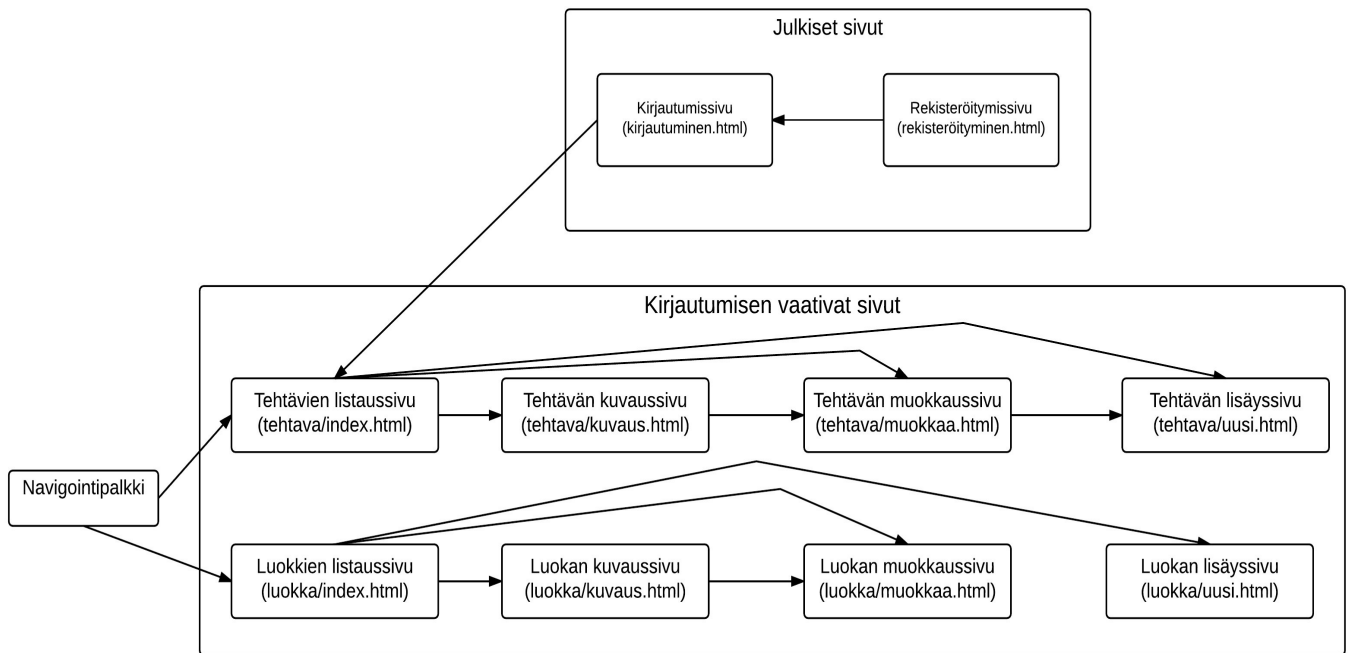 Julkiset sivut
Kirjautumissivu
(kirjautuminen.html)
Rekisteröitymissivu
(rekisteröityminen.html)
Kirjautumisen vaativat sivut
Tehtävien listaussivu
(tehtava/index.html)
Tehtävän kuvaussivu
(tehtava/kuvaus.html)
Tehtävän muokkaussivu
(tehtava/muokkaa.html)
Tehtävän lisäyssivu
(tehtava/uusi.html)
Navigointipalkki
Luokkien listaussivu
(luokka/index.html)
Luokan kuvaussivu
(luokka/kuvaus.html)
Luokan muokkaussivu
(luokka/muokkaa.html)
Luokan lisäyssivu
(luokka/uusi.html)